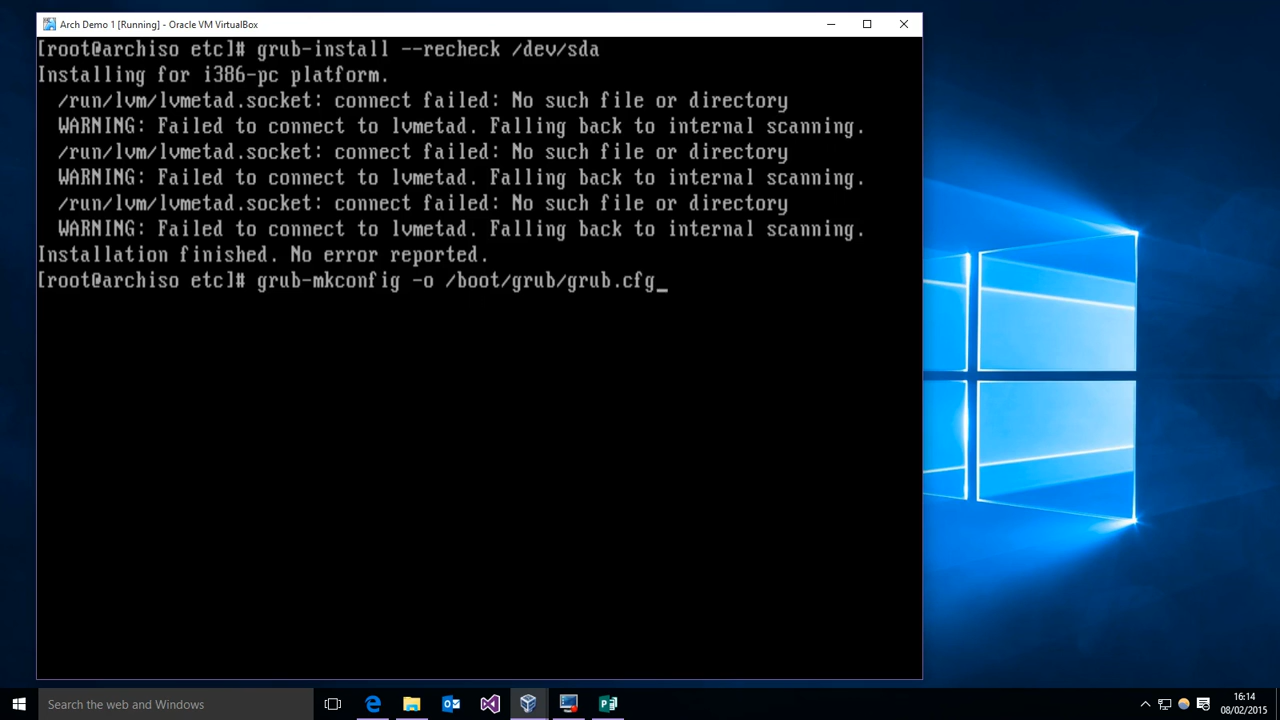 Arch Demo 1 [Running] - Oracle VM VirtualBox
[root@archiso etc]# grub-install --recheck /dev/sda
Installing for i386-pc platform.
  /run/lvm/lvmetad.socket: connect failed: No such file or directory
  WARNING: Failed to connect to lvmetad. Falling back to internal scanning.
  /run/lvm/lvmetad.socket: connect failed: No such file or directory
  WARNING: Failed to connect to lvmetad. Falling back to internal scanning.
  /run/lvm/lvmetad.socket: connect failed: No such file or directory
  WARNING: Failed to connect to lvmetad. Falling back to internal scanning.
Installation finished. No error reported.
[root@archiso etc]# grub-mkconfig -o /boot/grub/grub.cfg_
Search the web and Windows
16:14
08/02/2015